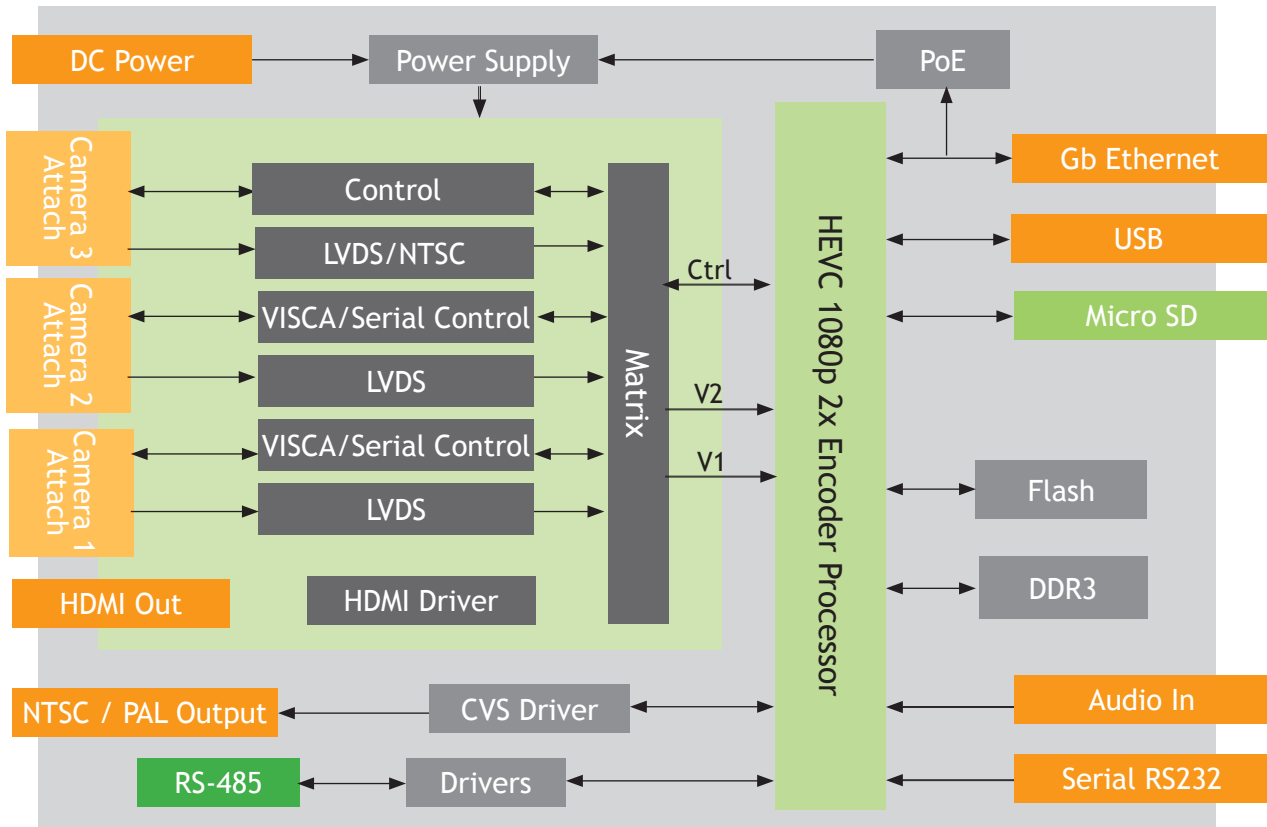 DC Power
Power Supply
PoE
Camera 3
Attach
Control
LVDS/NTSC
Camera 2
Attach
VISCA/Serial Control
LVDS
Camera 1
Attach
VISCA/Serial Control
LVDS
HDMI Out
HDMI Driver
Matrix
Ctrl
V2
V1
HEVC 1080p 2x Encoder Processor
Gb Ethernet
USB
Micro SD
Flash
DDR3
Audio In
Serial RS232
NTSC / PAL Output
CVS Driver
RS-485
Drivers